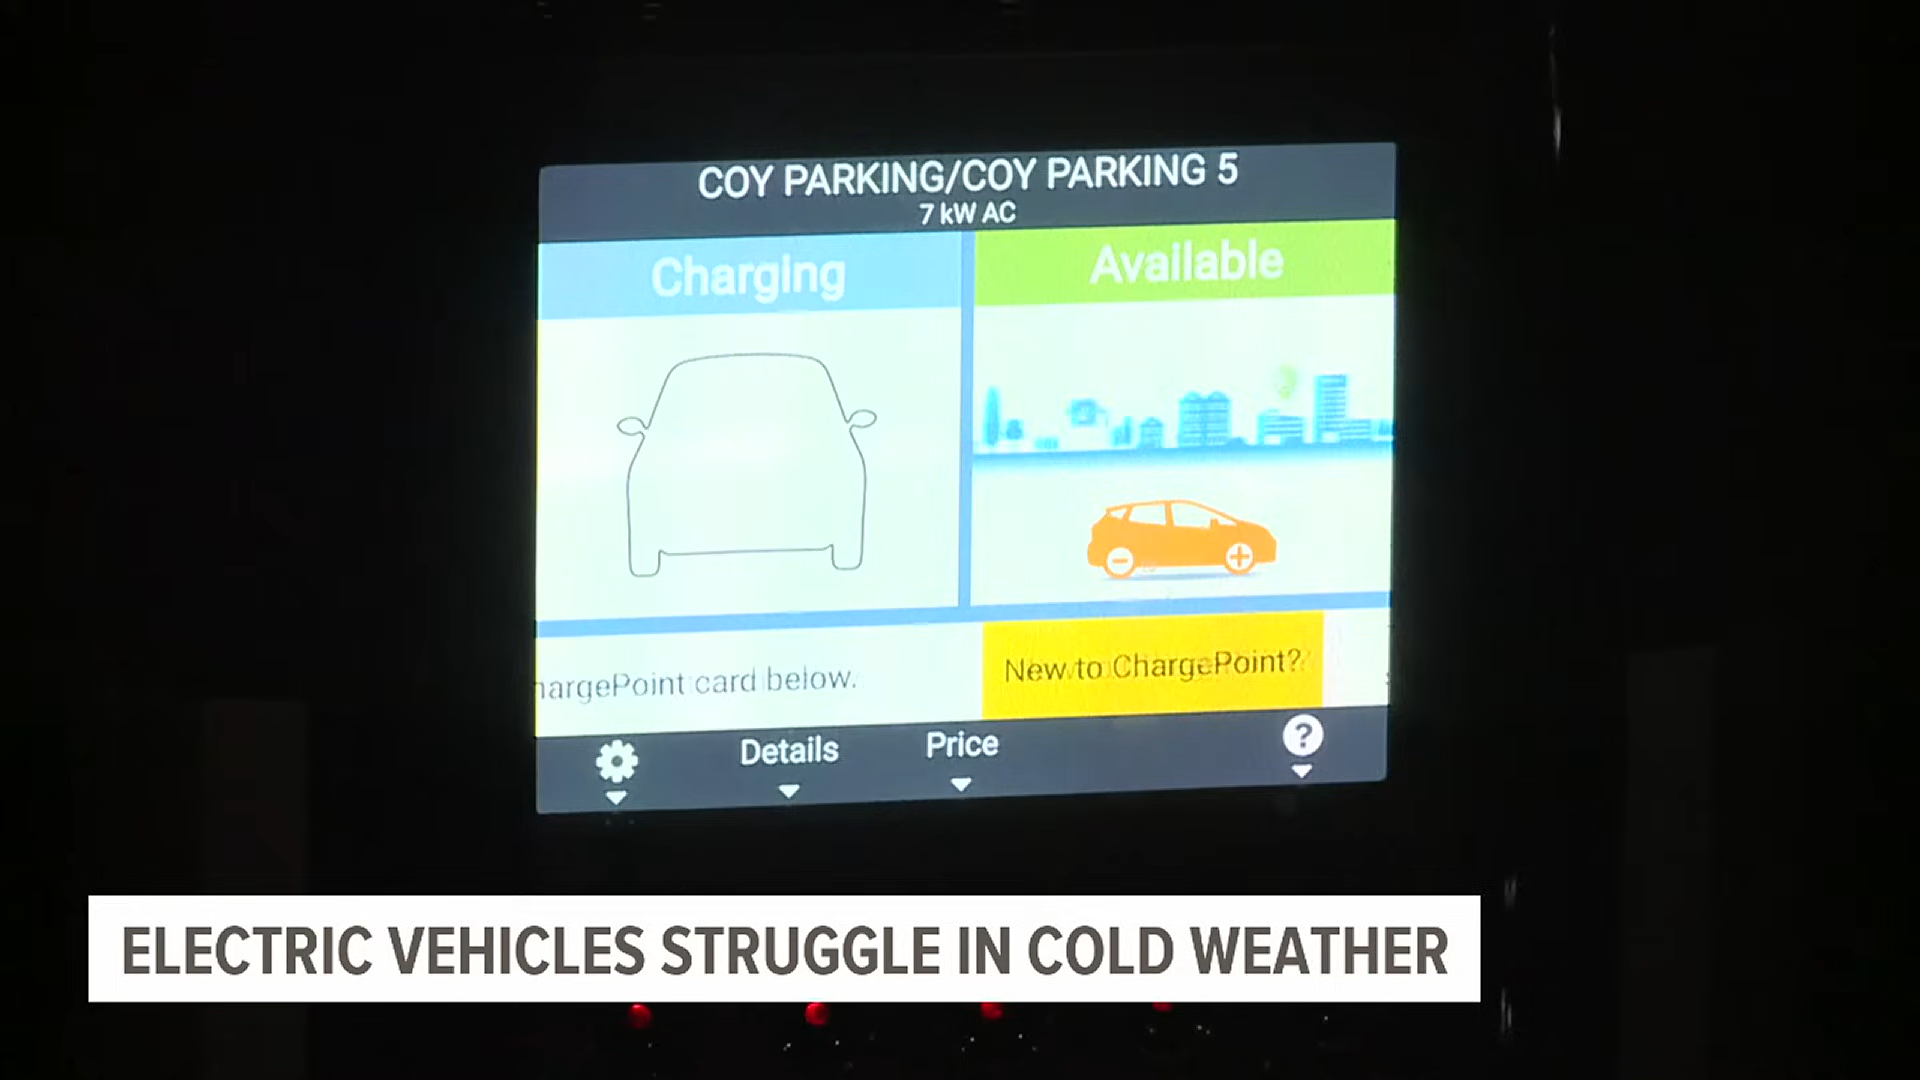 COY PARKING/COY PARKING 5
7 kW AC
Charging
Available
hargePoint card below.
New to ChargePoint?
Details
Price
?
ELECTRIC VEHICLES STRUGGLE IN COLD WEATHER